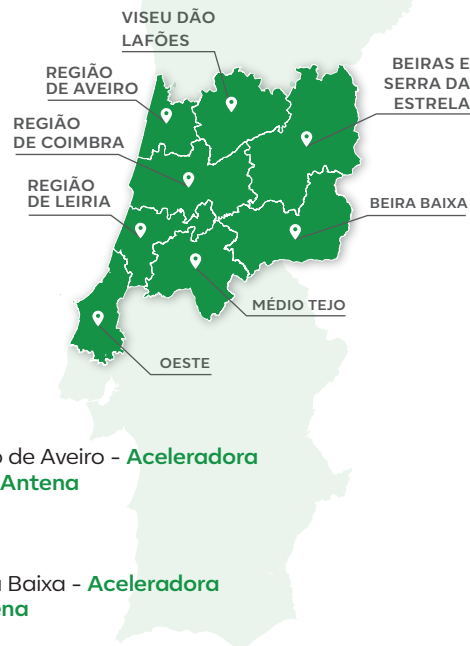 VISEU DÃO
LAFÕES
BEIRAS E
SERRA DA
ESTRELA
REGIÃO
DE AVEIRO
REGIÃO
DE COIMBRA
REGIÃO
DE LEIRIA
BEIRA BAIXA
MÉDIO TEJO
OESTE
de Aveiro - Aceleradora
Antena
Baixa - Aceleradora